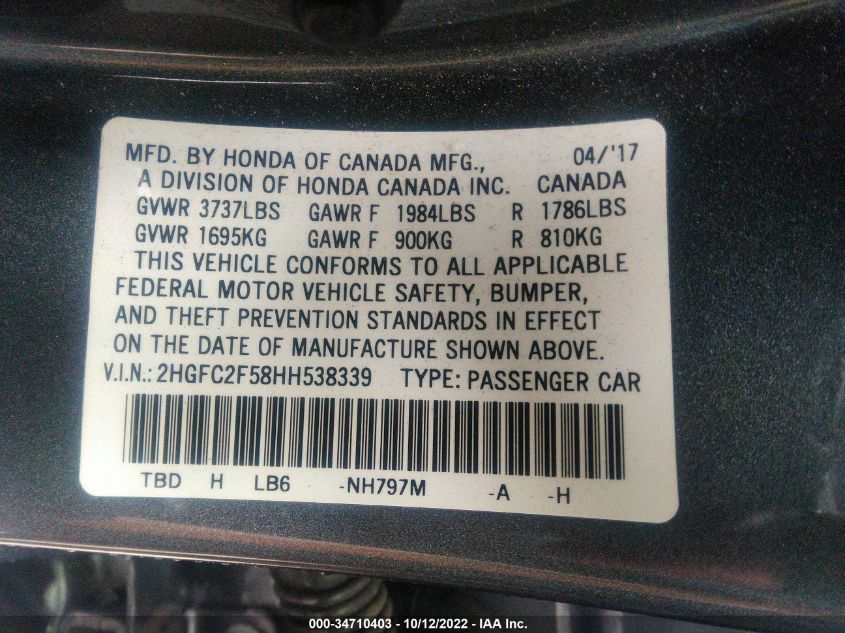 MFD. BY HONDA OF CANADA MFG., 04/'17
A DIVISION OF HONDA CANADA INC. CANADA
GVWR 3737LBS GAWR F 1984LBS R 1786LBS
GVWR 1695KG GAWR F 900KG R 810KG
THIS VEHICLE CONFORMS TO ALL APPLICABLE
FEDERAL MOTOR VEHICLE SAFETY, BUMPER,
AND THEFT PREVENTION STANDARDS IN EFFECT
ON THE DATE OF MANUFACTURE SHOWN ABOVE.
V.I.N.: 2HGFC2F58HH538339 TYPE: PASSENGER CAR
TBD H LB6 -NH797M -A -H
000-34710403 - 10/12/2022 - IAA Inc.